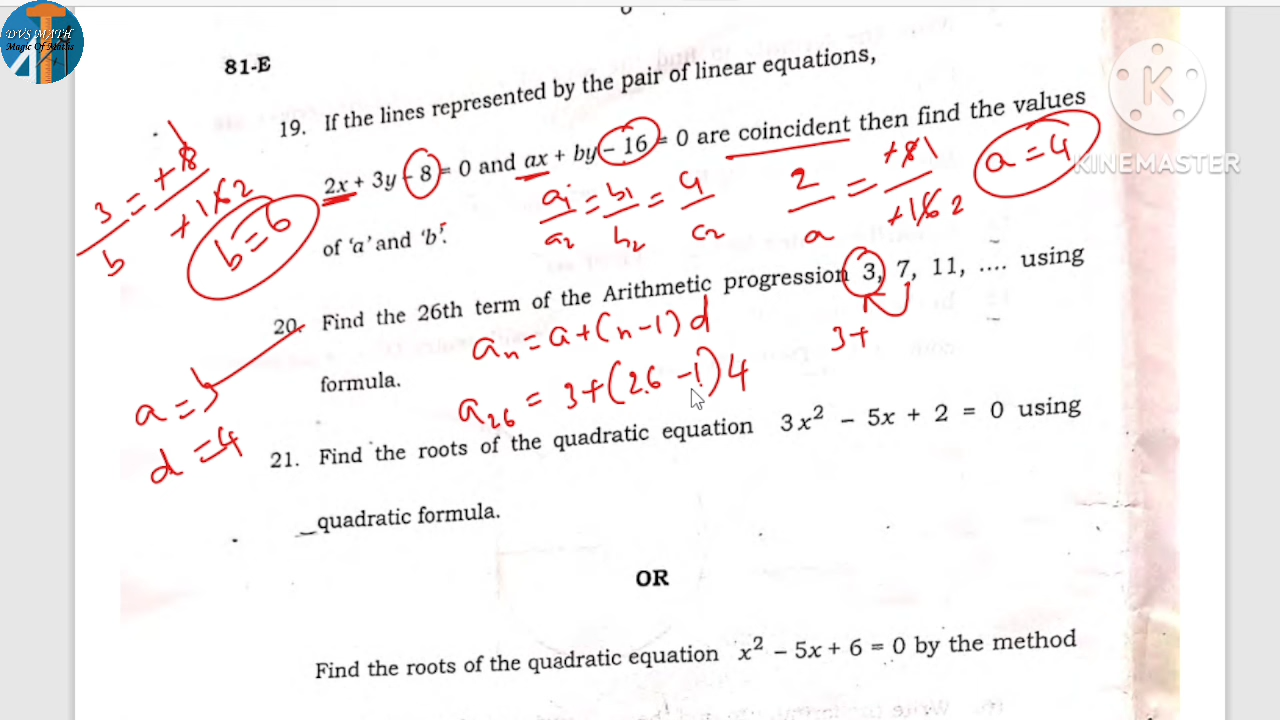 DVS MATH
Magic Of Maths
81-E
19. If the lines represented by the pair of linear equations,
2x + 3y – 8 = 0 and ax + by – 16 = 0 are coincident then find the values
of 'a' and 'b'.
3/b = +8 1/+16 2
b = 6
a1/a2 = b1/b2 = c1/c2
2/a = +8 1/+16 2
a = 4
K
KINEMASTER
20. Find the 26th term of the Arithmetic progression 3, 7, 11, .... using
formula.
an = a + (n – 1) d
3+
a26 = 3 + (26 – 1) 4
a = 3
d = 4
21. Find the roots of the quadratic equation 3x² – 5x + 2 = 0 using
quadratic formula.
OR
Find the roots of the quadratic equation x² – 5x + 6 = 0 by the method